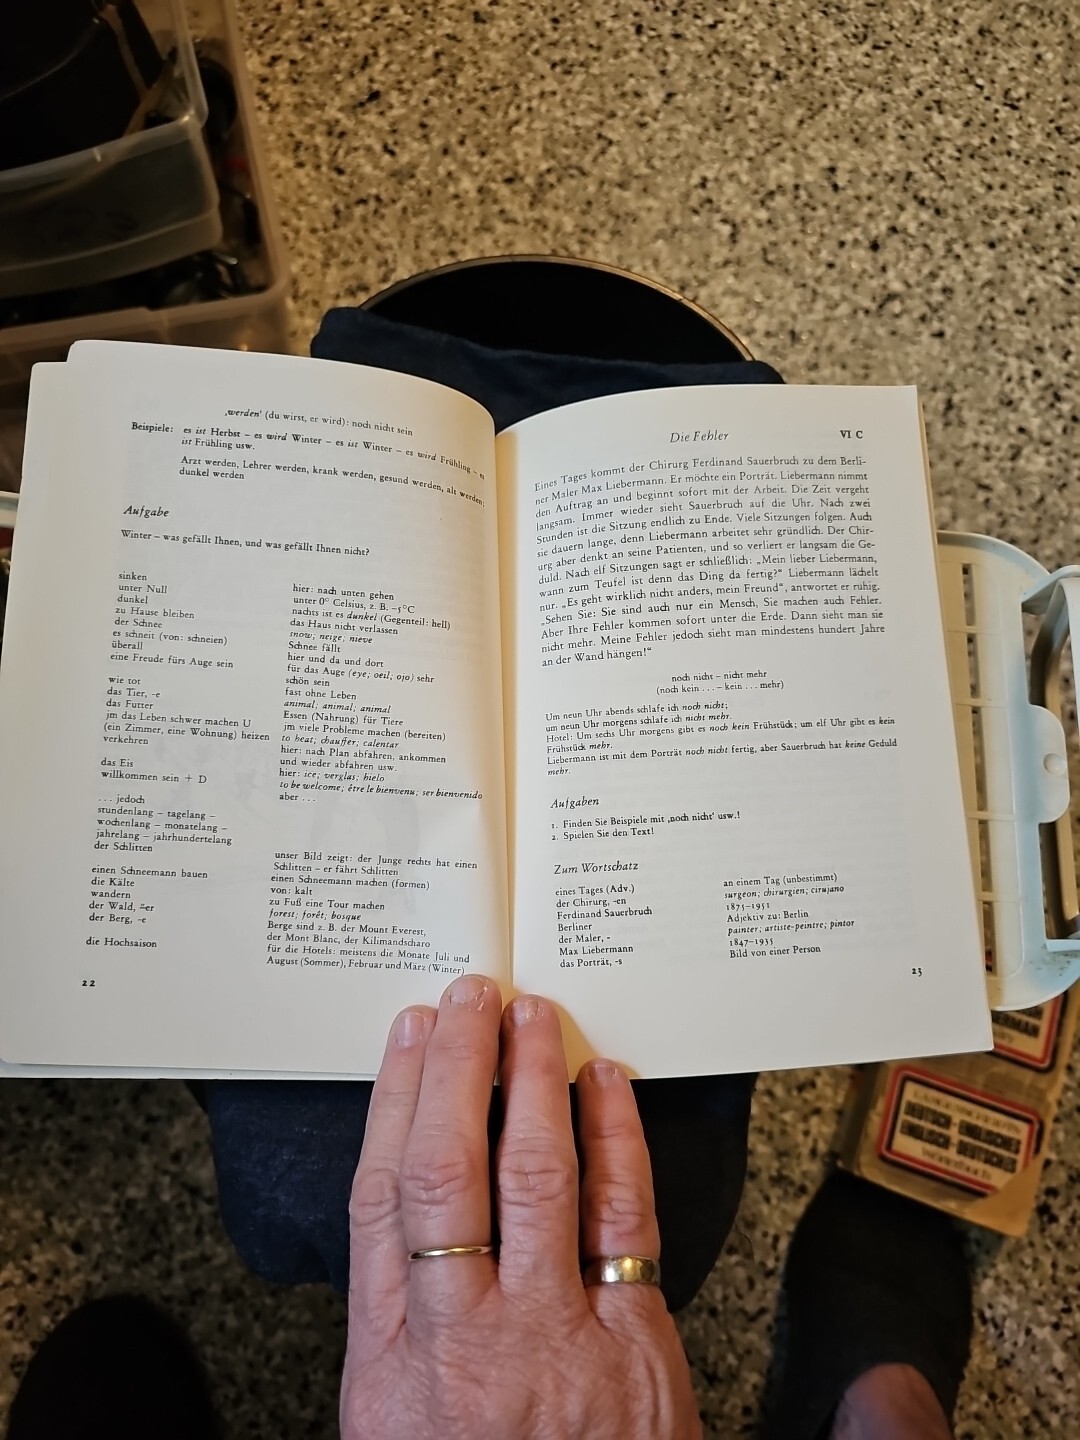 ‚werden' (du wirst, er wird): noch nicht sein
Beispiele: es ist Herbst – es wird Winter – es ist Winter – es wird Frühling – es
ist Frühling usw.
Arzt werden, Lehrer werden, krank werden, gesund werden, alt werden,
dunkel werden
Aufgabe
Winter – was gefällt Ihnen, und was gefällt Ihnen nicht?
sinken hier: nach unten gehen
unter Null unter 0° Celsius, z. B. –5°C
dunkel nachts ist es dunkel (Gegenteil: hell)
zu Hause bleiben das Haus nicht verlassen
der Schnee snow; neige; nieve
es schneit (von: schneien) Schnee fällt
überall hier und da und dort
eine Freude fürs Auge sein für das Auge (eye; oeil; ojo) sehr
schön sein
wie tot fast ohne Leben
das Tier, -e animal; animal; animal
das Futter Essen (Nahrung) für Tiere
jm das Leben schwer machen U jm viele Probleme machen (bereiten)
(ein Zimmer, eine Wohnung) heizen to heat; chauffer; calentar
verkehren hier: nach Plan abfahren, ankommen
und wieder abfahren usw.
das Eis hier: ice; verglas; hielo
willkommen sein + D to be welcome; être le bienvenu; ser bienvenido
... jedoch aber ...
stundenlang – tagelang –
wochenlang – monatelang –
jahrelang – jahrhundertelang
der Schlitten unser Bild zeigt: der Junge rechts hat einen
Schlitten – er fährt Schlitten
einen Schneemann bauen einen Schneemann machen (formen)
die Kälte von: kalt
wandern zu Fuß eine Tour machen
der Wald, ¨-er forest; forêt; bosque
der Berg, -e Berge sind z. B. der Mount Everest,
der Mont Blanc, der Kilimandscharo
die Hochsaison für die Hotels: meistens die Monate Juli und
August (Sommer), Februar und März (Winter)
22
Die Fehler VI C
Eines Tages kommt der Chirurg Ferdinand Sauerbruch zu dem Berli-
ner Maler Max Liebermann. Er möchte ein Porträt. Liebermann nimmt
den Auftrag an und beginnt sofort mit der Arbeit. Die Zeit vergeht
langsam. Immer wieder sieht Sauerbruch auf die Uhr. Nach zwei
Stunden ist die Sitzung endlich zu Ende. Viele Sitzungen folgen. Auch
sie dauern lange, denn Liebermann arbeitet sehr gründlich. Der Chir-
urg aber denkt an seine Patienten, und so verliert er langsam die Ge-
duld. Nach elf Sitzungen sagt er schließlich: „Mein lieber Liebermann,
wann zum Teufel ist denn das Ding da fertig?“ Liebermann lächelt
nur. „Es geht wirklich nicht anders, mein Freund“, antwortet er ruhig.
„Sehen Sie: Sie sind auch nur ein Mensch, Sie machen auch Fehler.
Aber Ihre Fehler kommen sofort unter die Erde. Dann sieht man sie
nicht mehr. Meine Fehler jedoch sieht man mindestens hundert Jahre
an der Wand hängen!“
noch nicht – nicht mehr
(noch kein ... – kein ... mehr)
Um neun Uhr abends schlafe ich noch nicht;
um neun Uhr morgens schlafe ich nicht mehr.
Hotel: Um sechs Uhr morgens gibt es noch kein Frühstück; um elf Uhr gibt es kein
Frühstück mehr.
Liebermann ist mit dem Porträt noch nicht fertig, aber Sauerbruch hat keine Geduld
mehr.
Aufgaben
1. Finden Sie Beispiele mit ‚noch nicht' usw.!
2. Spielen Sie den Text!
Zum Wortschatz
eines Tages (Adv.) an einem Tag (unbestimmt)
der Chirurg, -en surgeon; chirurgien; cirujano
Ferdinand Sauerbruch 1875–1951
Berliner Adjektiv zu: Berlin
der Maler, - painter; artiste-peintre; pintor
Max Liebermann 1847–1935
das Porträt, -s Bild von einer Person
23
DEUTSCH-ENGLISCHES
ENGLISCH-DEUTSCHES